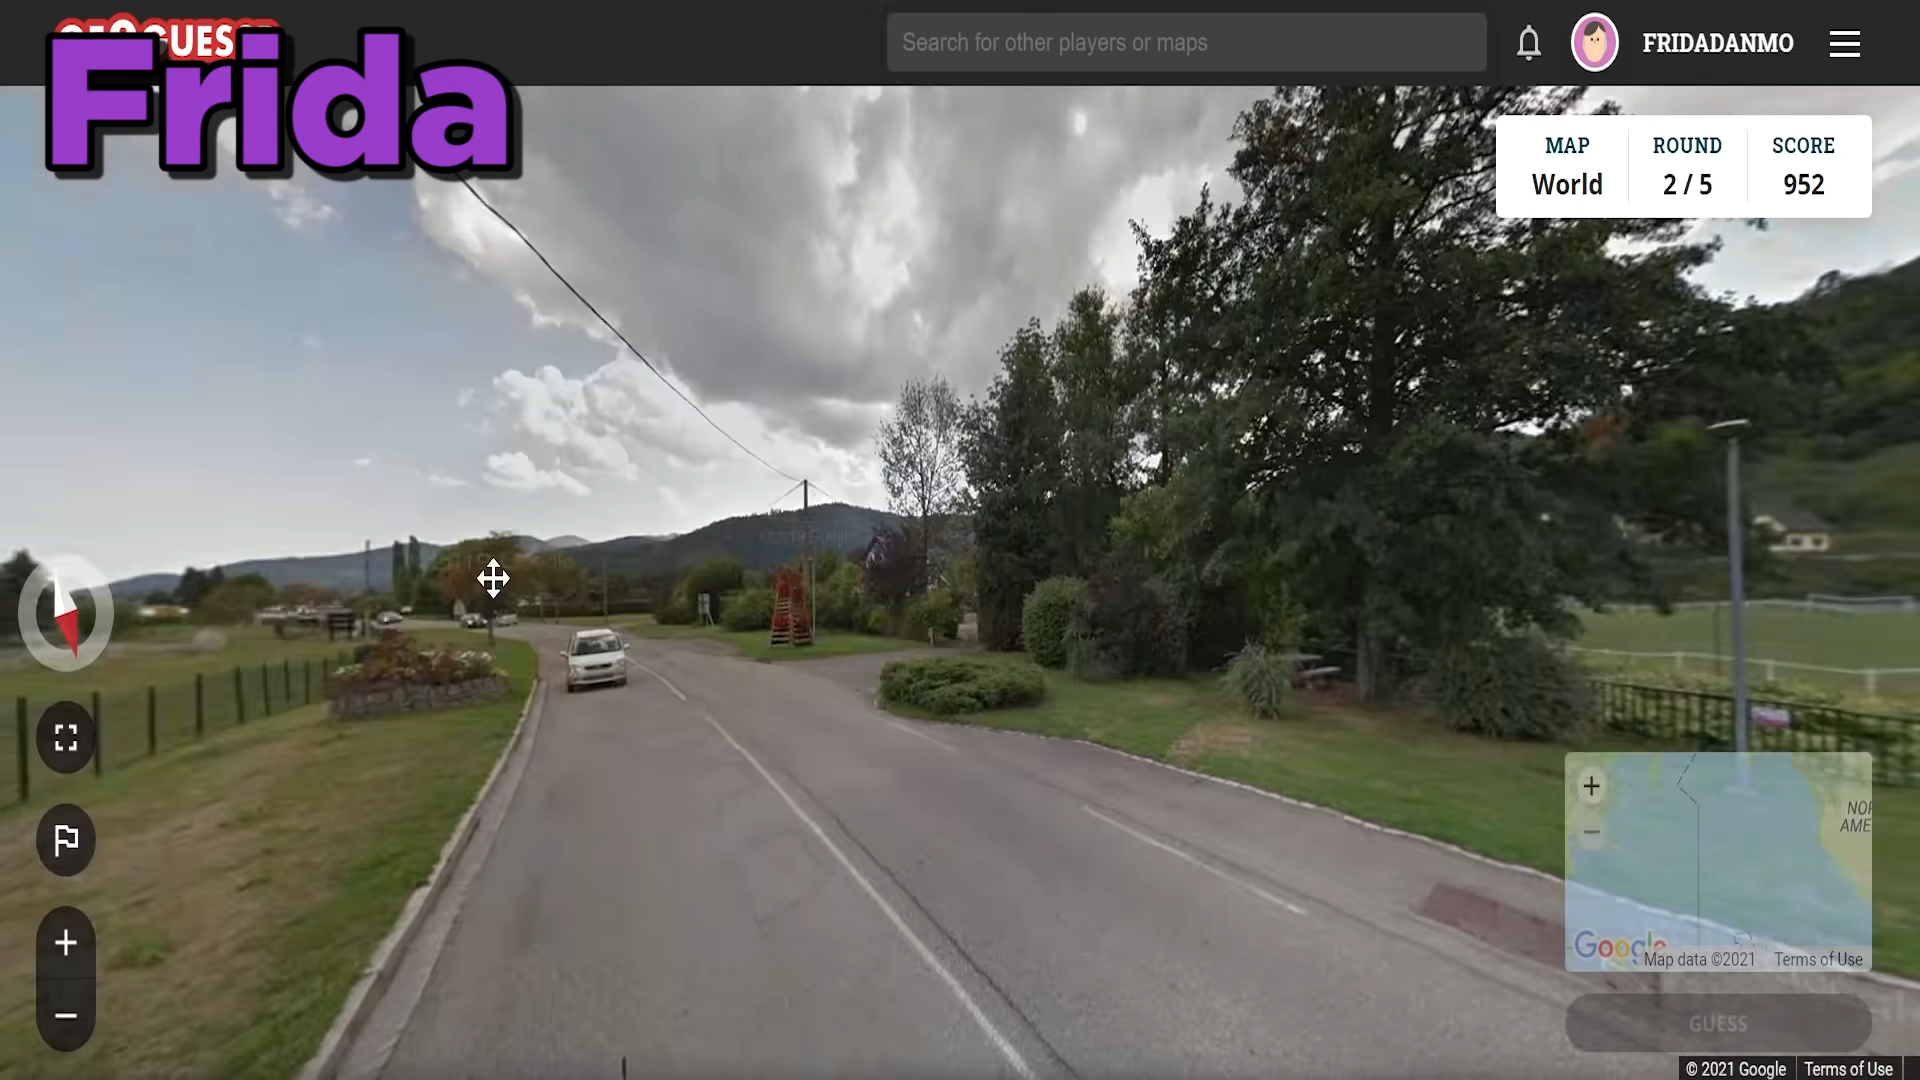 Frida
Search for other players or maps
FRIDADANMO
MAP
World
ROUND
2 / 5
SCORE
952
Google
Map data ©2021
Terms of Use
GUESS
© 2021 Google
Terms of Use